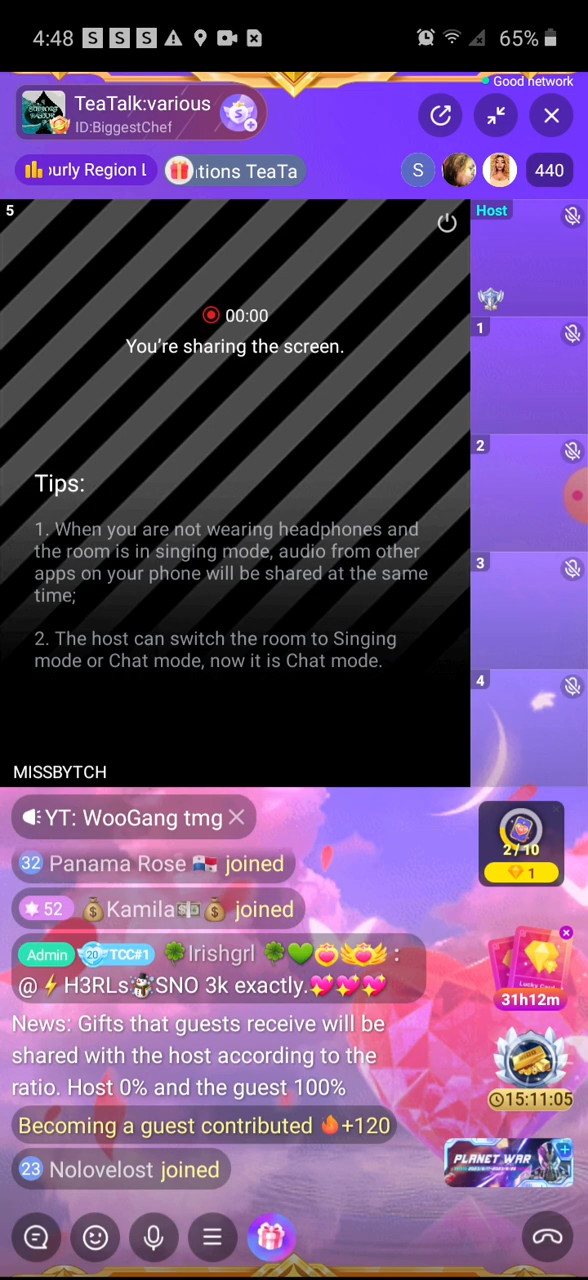 4:48 S S S 65%
Good network
TeaTalk:various
ID:BiggestChef
ourly Region L
tions TeaTa
S
440
5
Host
00:00
You're sharing the screen.
1
2
Tips:
1. When you are not wearing headphones and
the room is in singing mode, audio from other
apps on your phone will be shared at the same
time;
3
2. The host can switch the room to Singing
mode or Chat mode, now it is Chat mode.
4
MISSBYTCH
YT: WooGang tmg
2/10
1
32 Panama Rose 🇵🇦 joined
52 💰Kamila💵💰 joined
Admin 20 TCC#1 🍀Irishgrl 🍀💚 :
@⚡H3RLs⛄SNO 3k exactly.💖💖💖
Lucky Card
31h12m
News: Gifts that guests receive will be
shared with the host according to the
ratio. Host 0% and the guest 100%
15:11:05
Becoming a guest contributed 🔥+120
PLANET WAR
23 Nolovelost joined